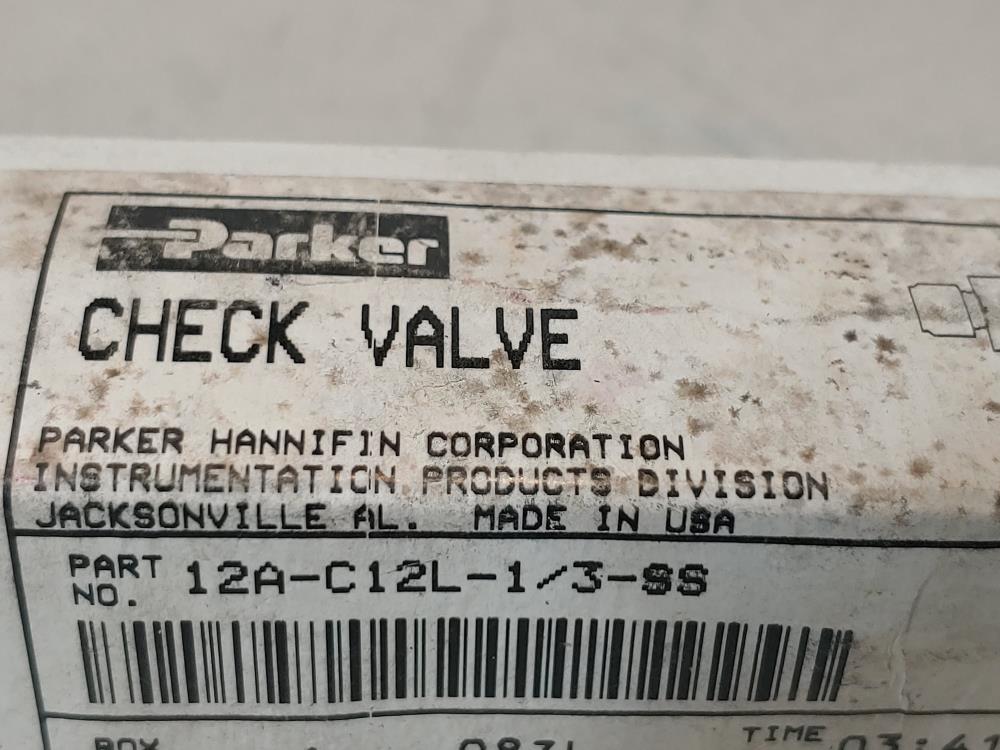 Parker
CHECK VALVE
PARKER HANNIFIN CORPORATION
INSTRUMENTATION PRODUCTS DIVISION
JACKSONVILLE AL. MADE IN USA
PART NO. 12A-C12L-1/3-SS
BOX
TIME